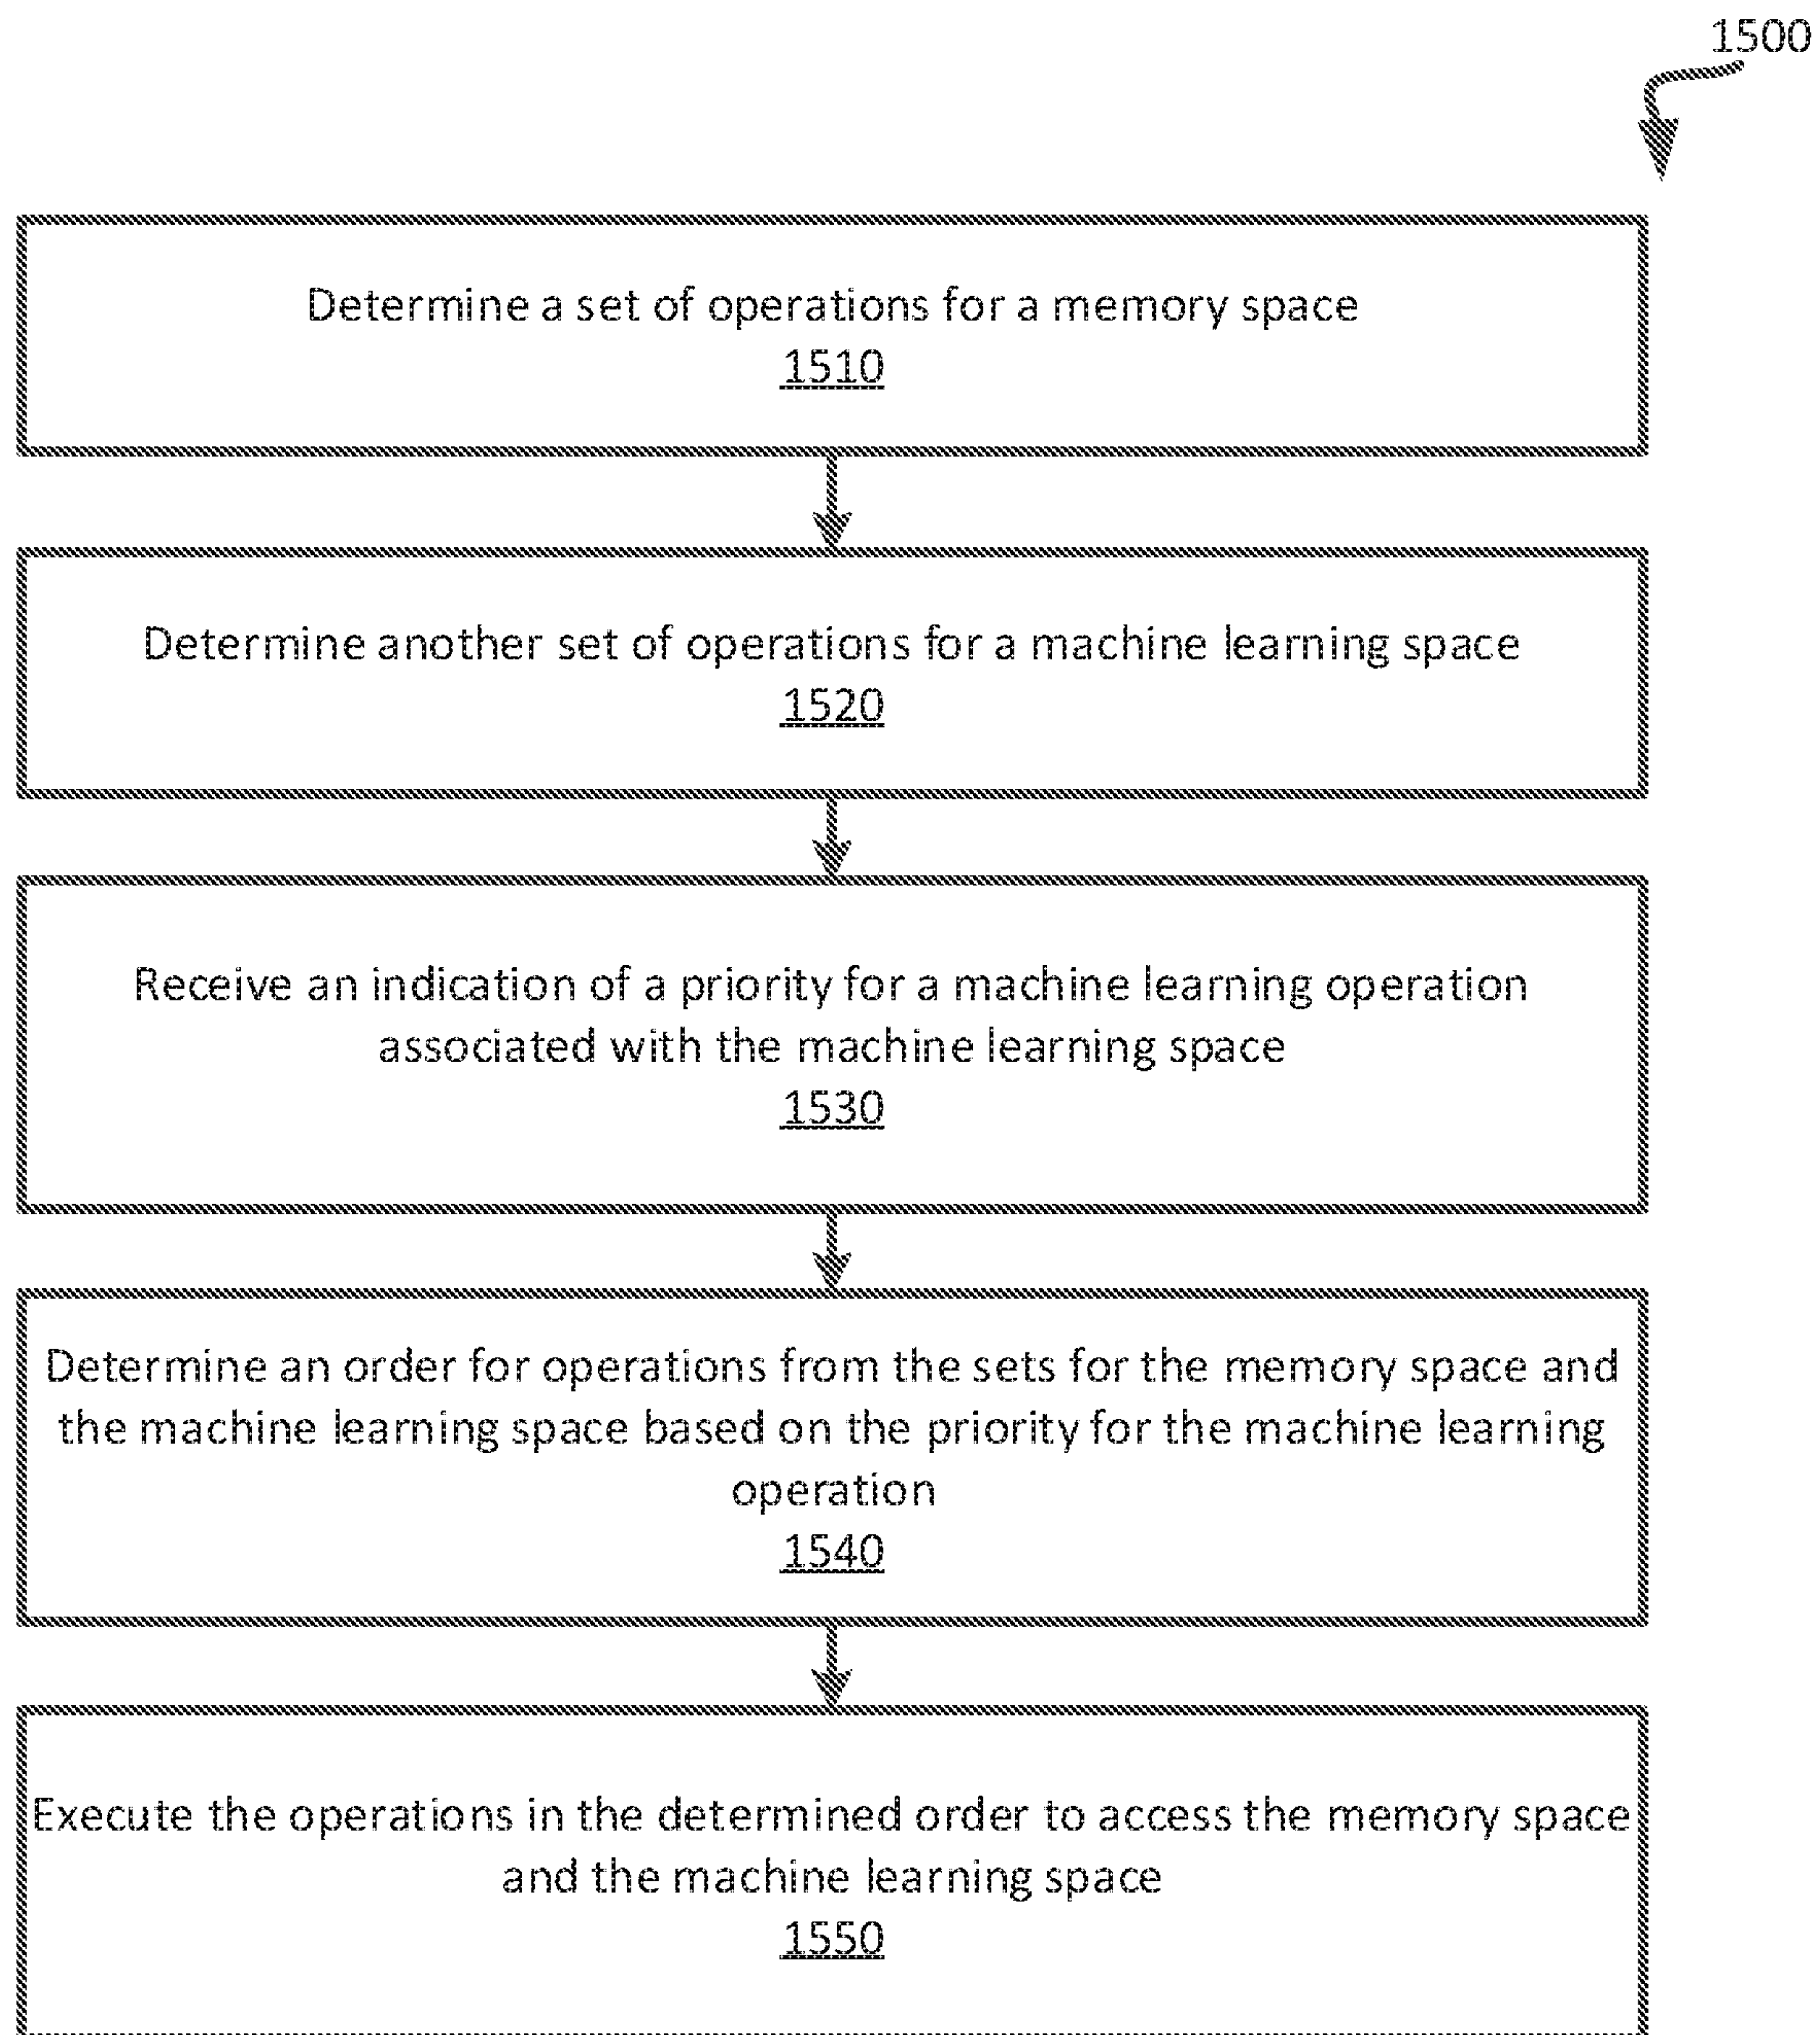 1500
Determine a set of operations for a memory space
1510
Determine another set of operations for a machine learning space
1520
Receive an indication of a priority for a machine learning operation
associated with the machine learning space
1530
Determine an order for operations from the sets for the memory space and
the machine learning space based on the priority for the machine learning
operation
1540
Execute the operations in the determined order to access the memory space
and the machine learning space
1550